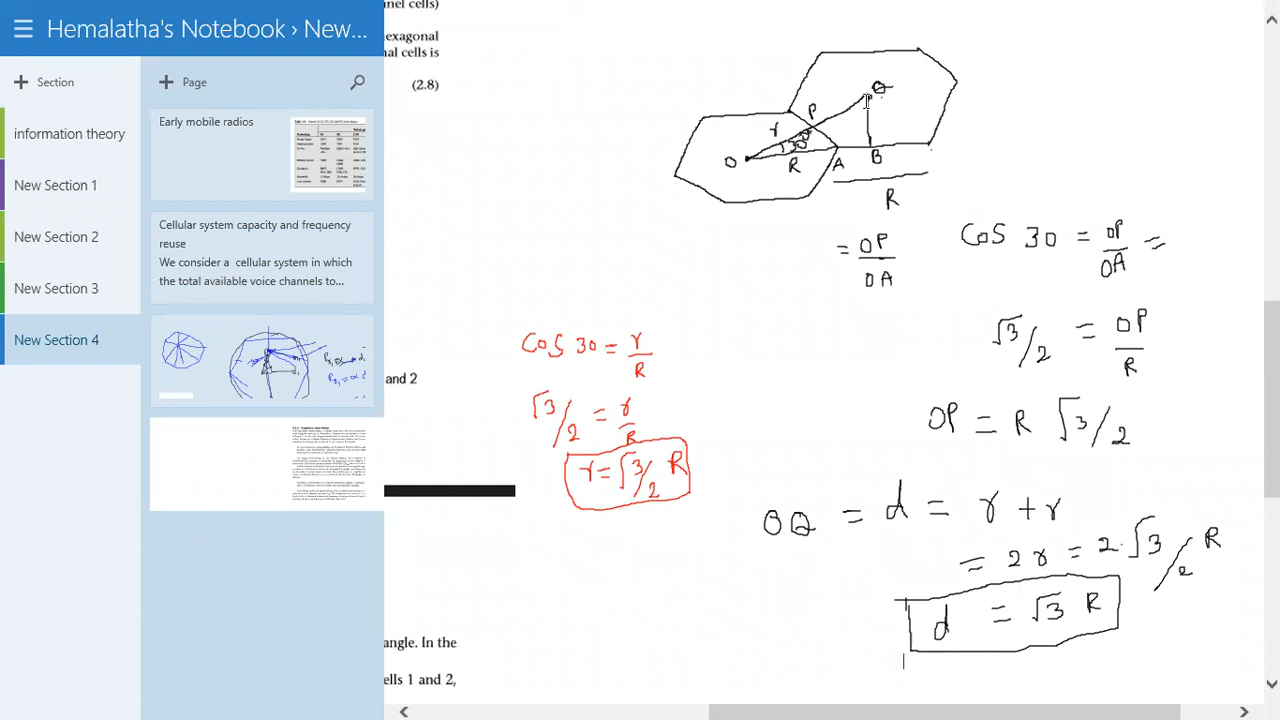 Hemalatha's Notebook › New...
+ Section
+ Page
information theory
New Section 1
New Section 2
New Section 3
New Section 4
Early mobile radios
Cellular system capacity and frequency
reuse
We consider a cellular system in which
the total available voice channels to...
nel cells)
exagonal
nal cells is
(2.8)
and 2
angle. In the
ells 1 and 2,
P
Q
r
30°
O
R
A
B
R
= OP/OA
COS 30 = OP/OA =
√3/2 = OP/R
OP = R √3/2
OQ = d = r + r
= 2r = 2·√3/2 R
d = √3 R
COS 30 = r/R
√3/2 = r/R
r = √3/2 R